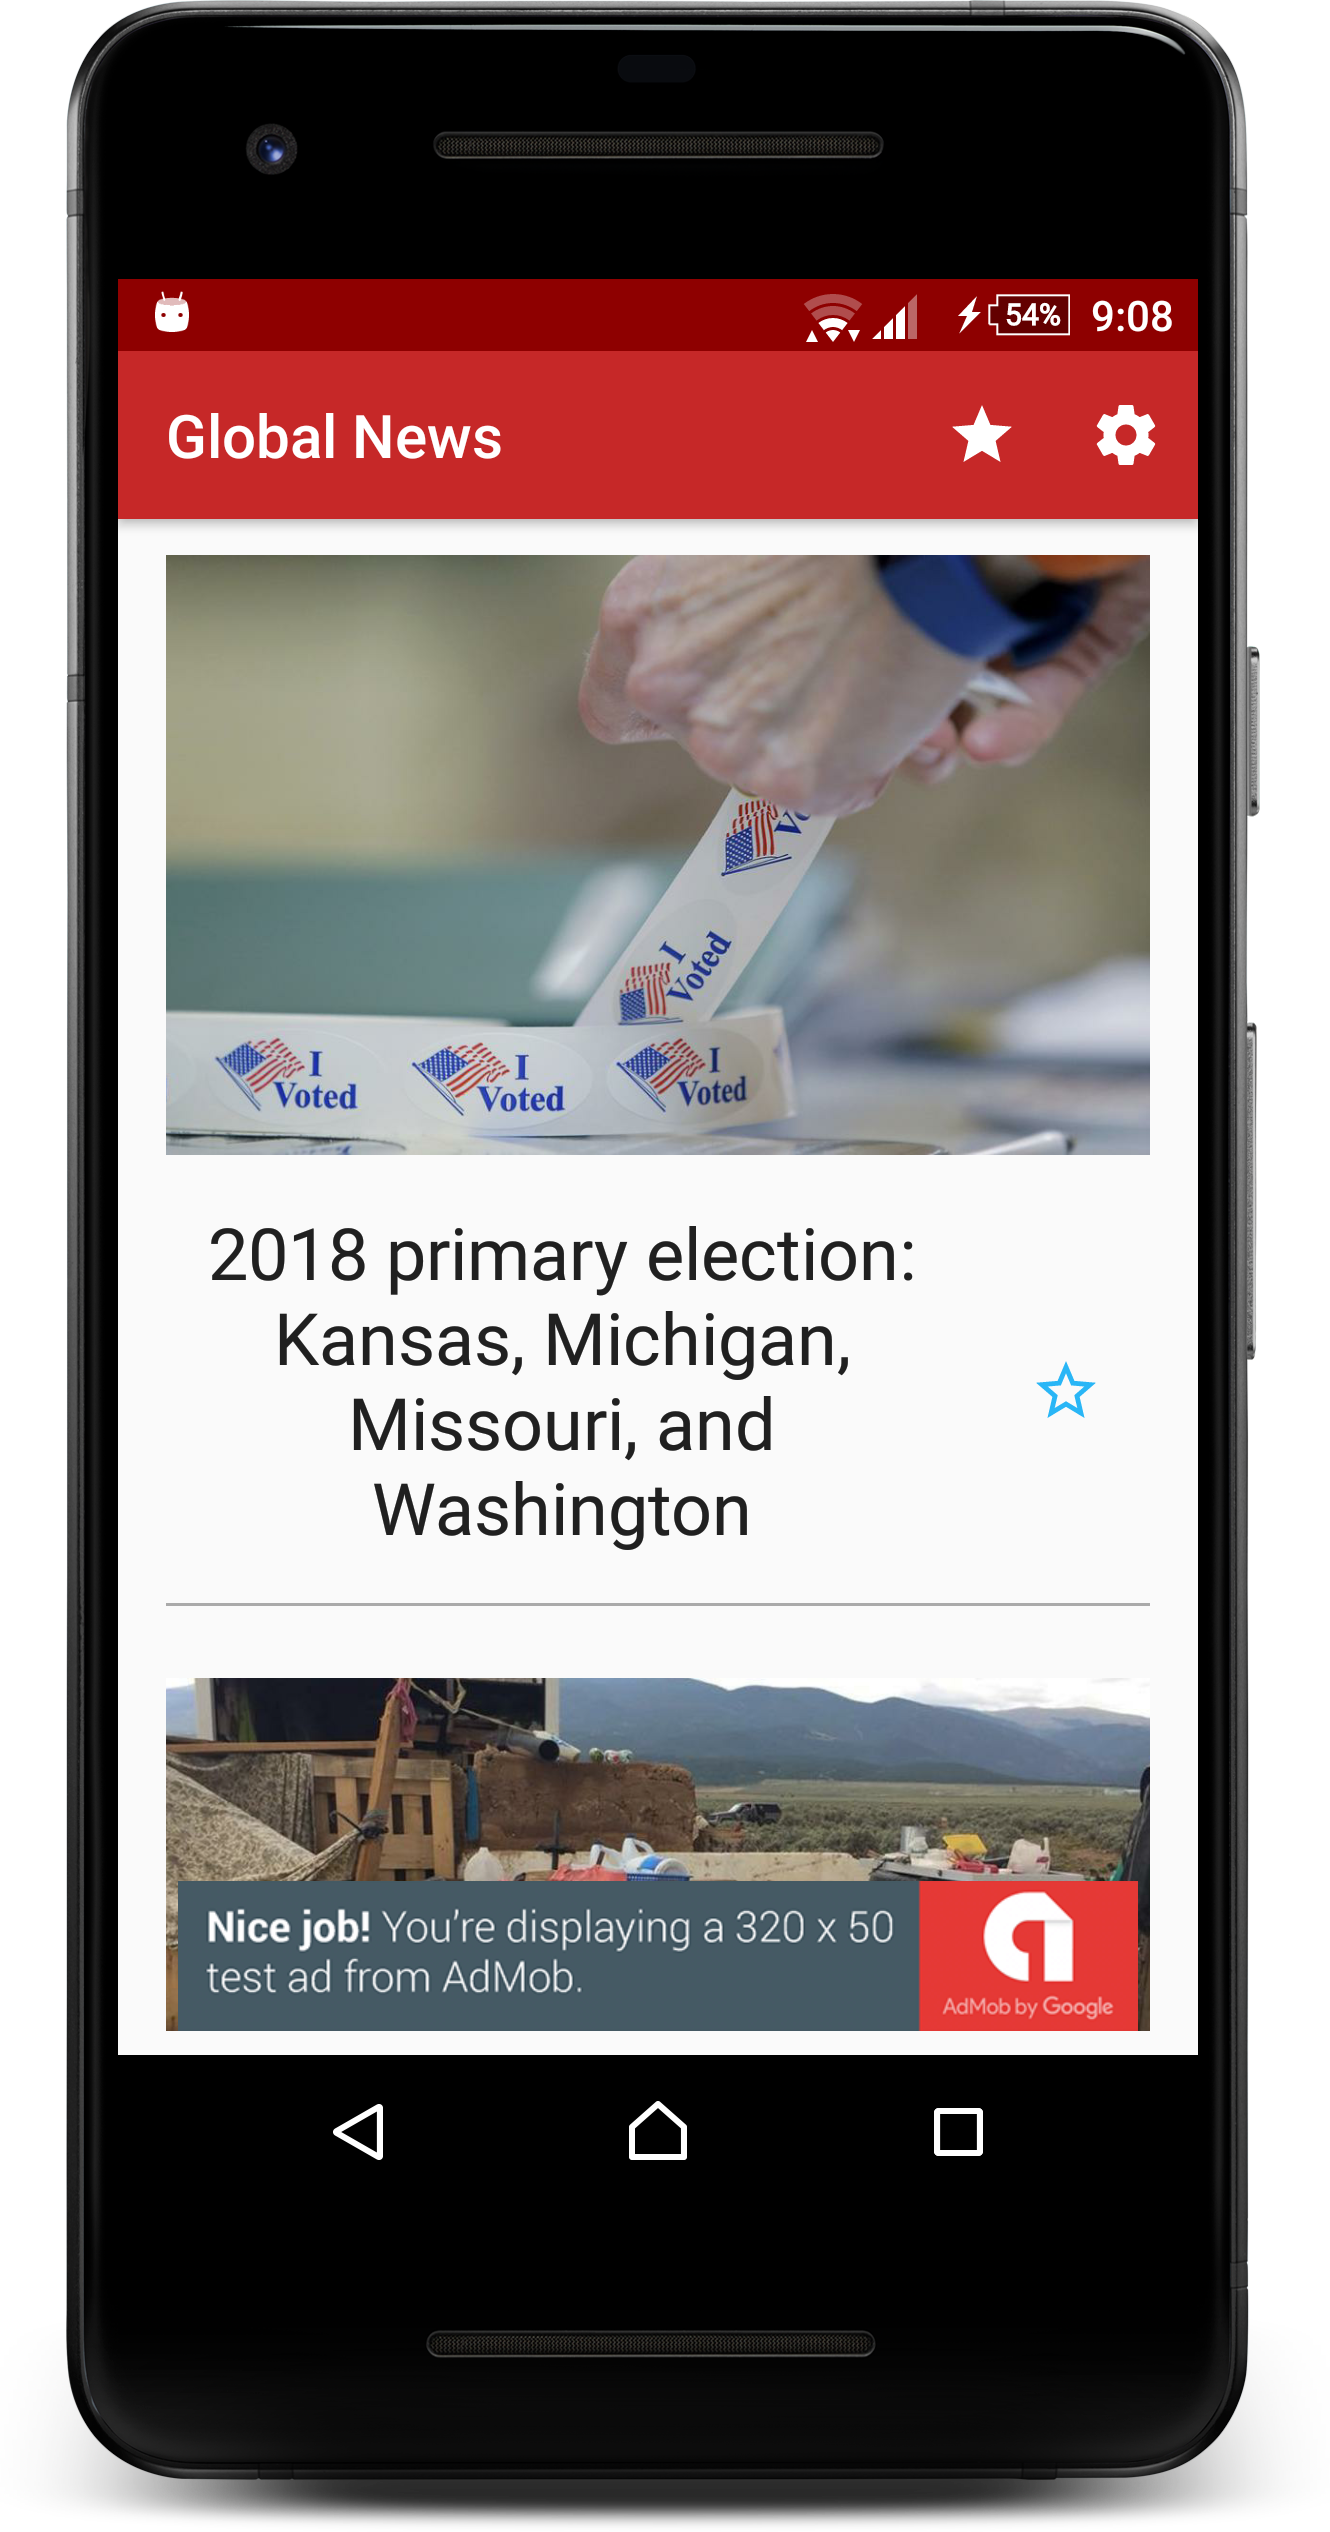 54% 9:08
Global News
Vo
I
Voted
I
Voted
I
Voted
I
Voted
2018 primary election:
Kansas, Michigan,
Missouri, and
Washington
Nice job! You're displaying a 320 x 50
test ad from AdMob.
AdMob by Google